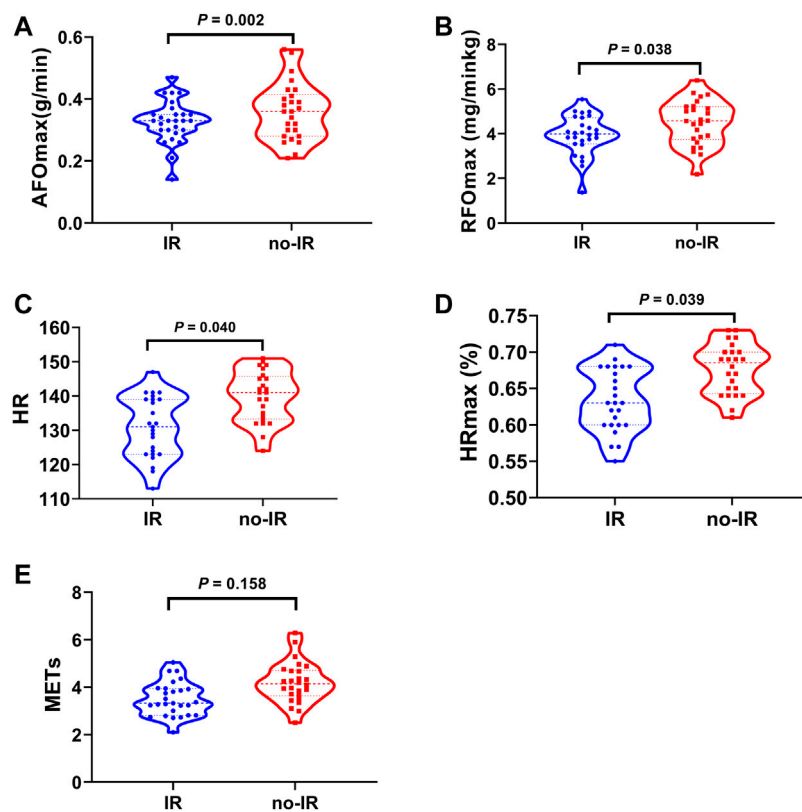 A
P = 0.002
AFOmax(g/min)
0.6
0.4
0.2
0.0
IR
no-IR
B
P = 0.038
RFOmax (mg/minkg)
8
6
4
2
0
IR
no-IR
C
P = 0.040
HR
160
150
140
130
120
110
IR
no-IR
D
P = 0.039
HRmax (%)
0.75
0.70
0.65
0.60
0.55
0.50
IR
no-IR
E
P = 0.158
METs
8
6
4
2
0
IR
no-IR